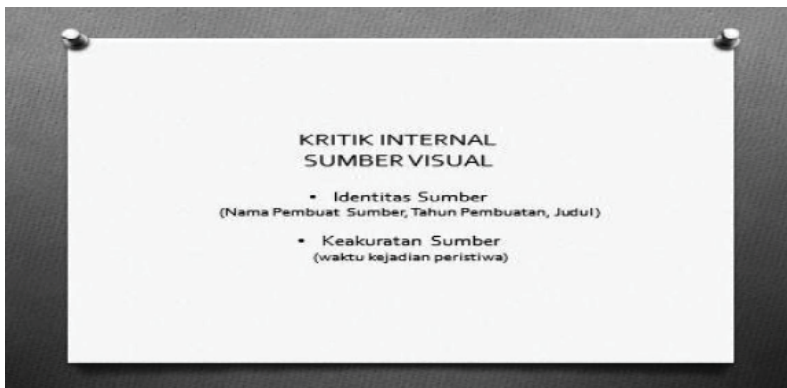 KRITIK INTERNAL
SUMBER VISUAL
• Identitas Sumber
(Nama Pembuat Sumber, Tahun Pembuatan, Judul)
• Keakuratan Sumber
(waktu kejadian peristiwa)